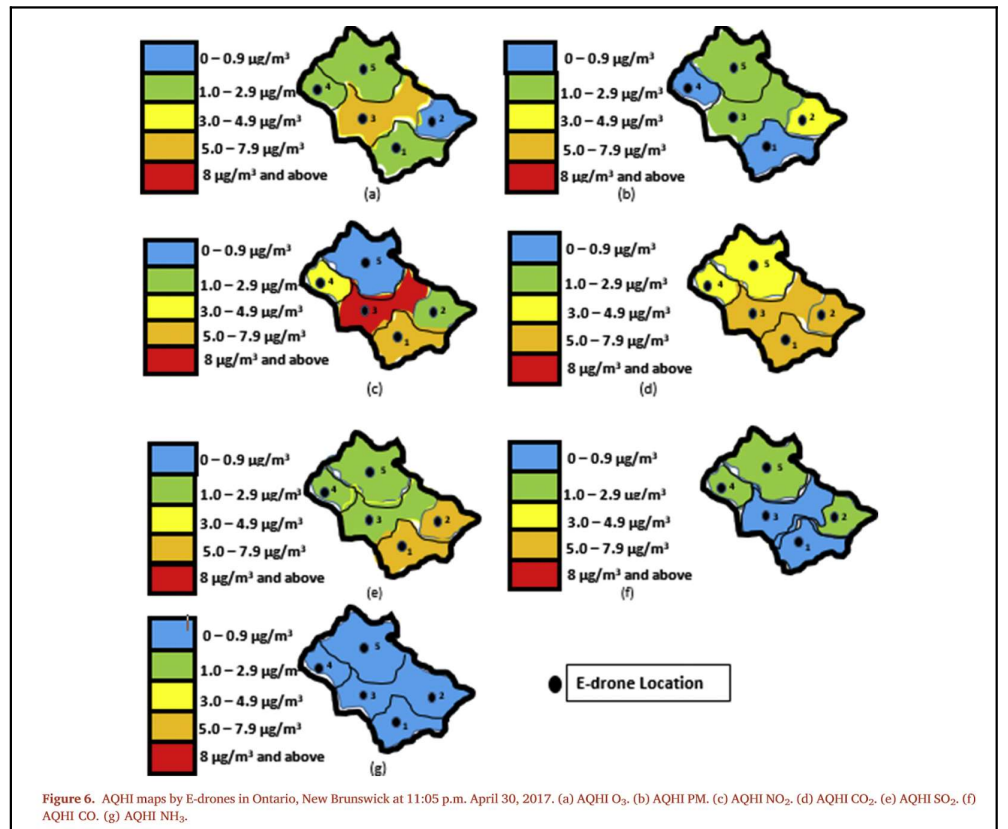 0 – 0.9 µg/m³
1.0 – 2.9 µg/m
3.0 – 4.9 µg/m³
5.0 – 7.9 µg/m³
8 µg/m³ and above
5
4
3
2
1
(a)
0 – 0.9 µg/m³
1.0 – 2.9 µg/m³
3.0 – 4.9 µg/m³
5.0 – 7.9 µg/m³
8 µg/m³ and above
5
4
3
2
1
(b)
0 – 0.9 µg/m³
1.0 – 2.9 µg/m³
3.0 – 4.9 µg/m³
5.0 – 7.9 µg/m³
8 µg/m³ and above
5
4
3
2
1
(c)
0 – 0.9 µg/m³
1.0 – 2.9 µg/m³
3.0 – 4.9 µg/m³
5.0 – 7.9 µg/m³
8 µg/m³ and above
5
4
3
2
1
(d)
0 – 0.9 µg/m³
1.0 – 2.9 µg/m³
3.0 – 4.9 µg/m³
5.0 – 7.9 µg/m³
8 µg/m³ and above
5
4
3
2
1
(e)
0 – 0.9 µg/m³
1.0 – 2.9 µg/m³
3.0 – 4.9 µg/m³
5.0 – 7.9 µg/m³
8 µg/m³ and above
5
4
3
2
1
(f)
0 – 0.9 µg/m³
1.0 – 2.9 µg/m
3.0 – 4.9 µg/m³
5.0 – 7.9 µg/m³
8 µg/m³ and above
5
4
3
2
1
(g)
E-drone Location
Figure 6. AQHI maps by E-drones in Ontario, New Brunswick at 11:05 p.m. April 30, 2017. (a) AQHI O₃. (b) AQHI PM. (c) AQHI NO₂. (d) AQHI CO₂. (e) AQHI SO₂. (f)
AQHI CO. (g) AQHI NH₃.